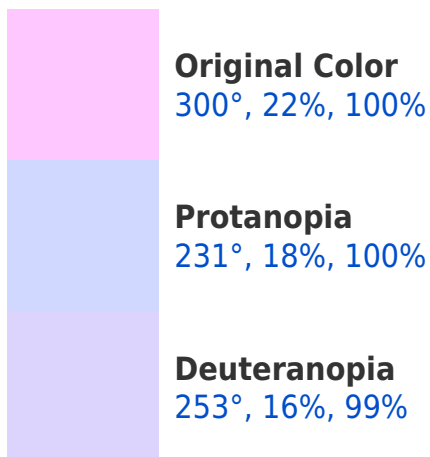 Original Color
300°, 22%, 100%
Protanopia
231°, 18%, 100%
Deuteranopia
253°, 16%, 99%